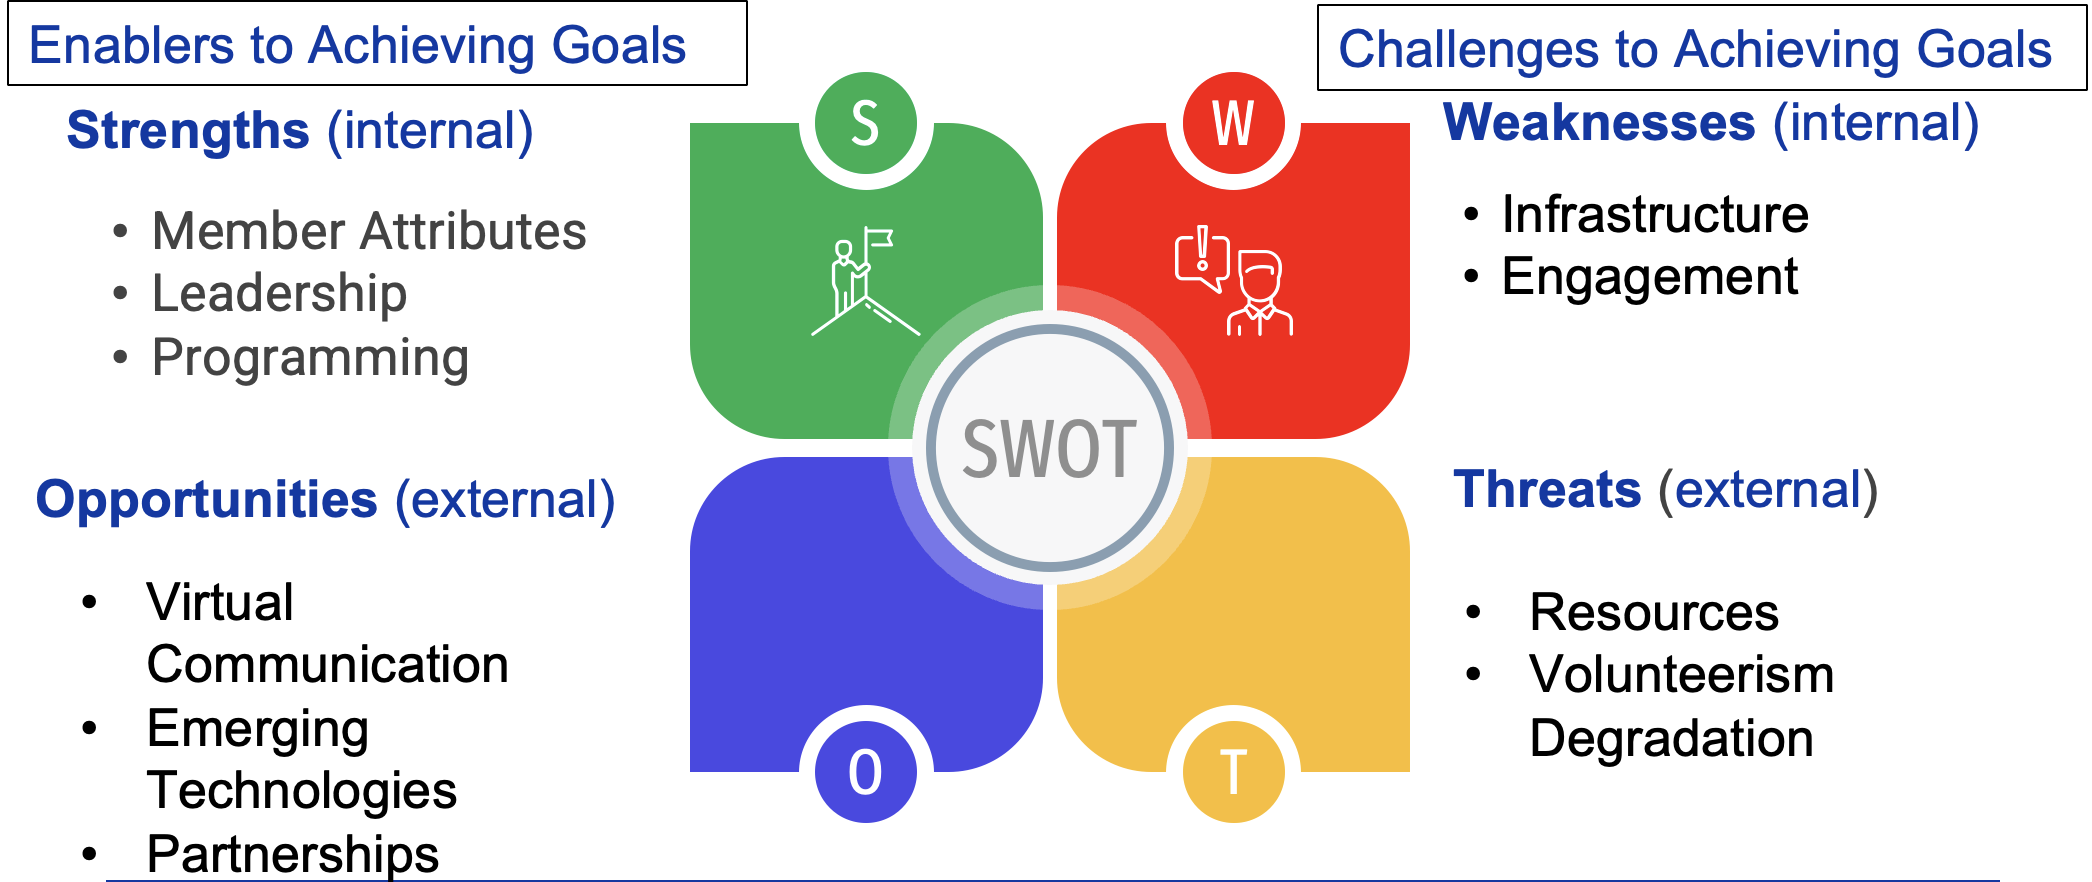 Enablers to Achieving Goals
Strengths (internal)
• Member Attributes
• Leadership
• Programming
Opportunities (external)
• Virtual
Communication
• Emerging
Technologies
• Partnerships
S
W
!
SWOT
O
T
Challenges to Achieving Goals
Weaknesses (internal)
• Infrastructure
• Engagement
Threats (external)
• Resources
• Volunteerism
Degradation